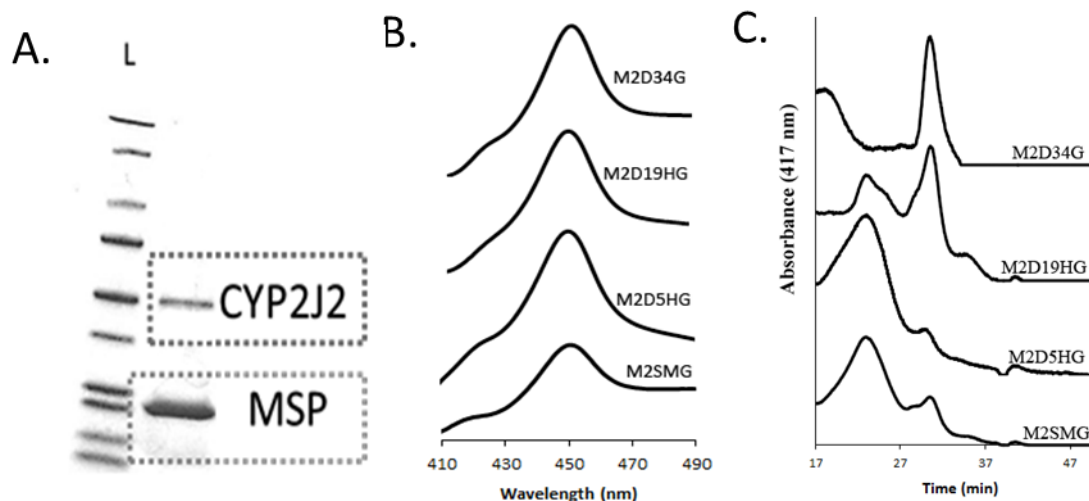 A.
L
CYP2J2
MSP
B.
M2D34G
M2D19HG
M2D5HG
M2SMG
410 430 450 470 490
Wavelength (nm)
C.
Absorbance (417 nm)
M2D34G
M2D19HG
M2D5HG
M2SMG
17 27 37 47
Time (min)